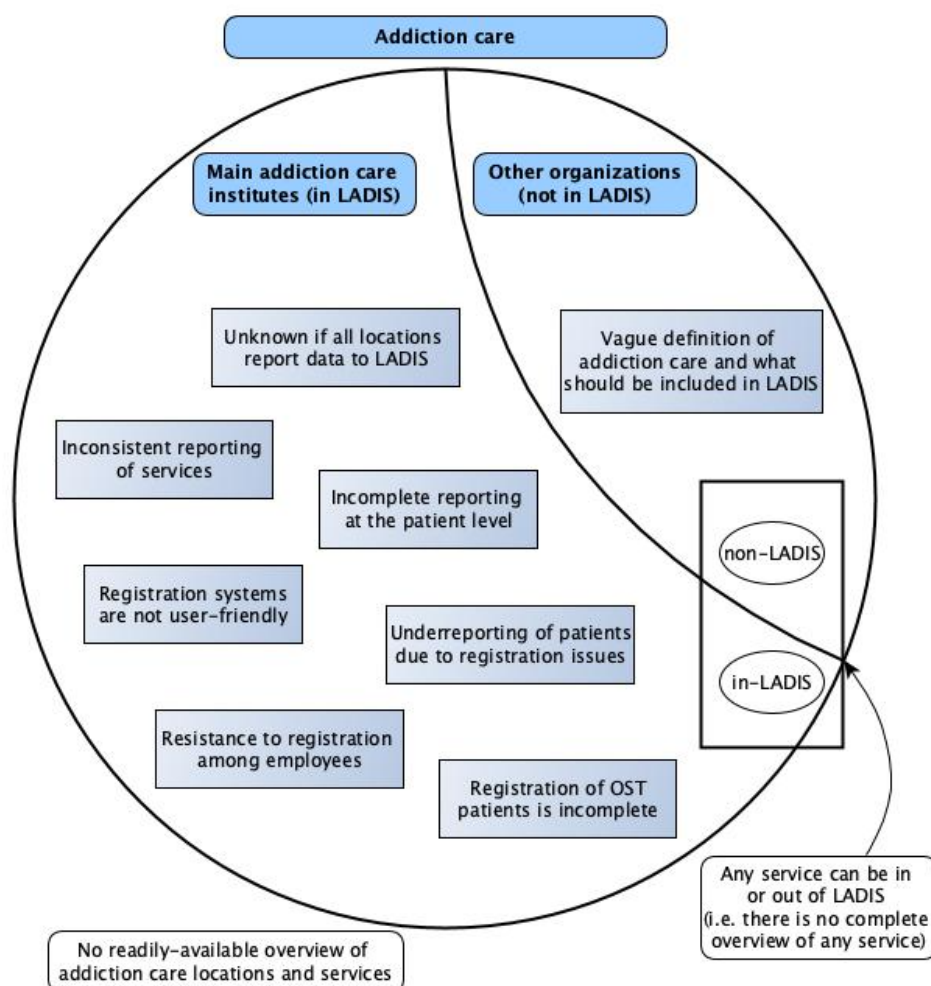 Addiction care
Main addiction care
institutes (in LADIS)
Other organizations
(not in LADIS)
Unknown if all locations
report data to LADIS
Vague definition of
addiction care and what
should be included in LADIS
Inconsistent reporting
of services
Incomplete reporting
at the patient level
non-LADIS
Registration systems
are not user-friendly
Underreporting of patients
due to registration issues
in-LADIS
Resistance to registration
among employees
Registration of OST
patients is incomplete
Any service can be in
or out of LADIS
(i.e. there is no complete
overview of any service)
No readily-available overview of
addiction care locations and services